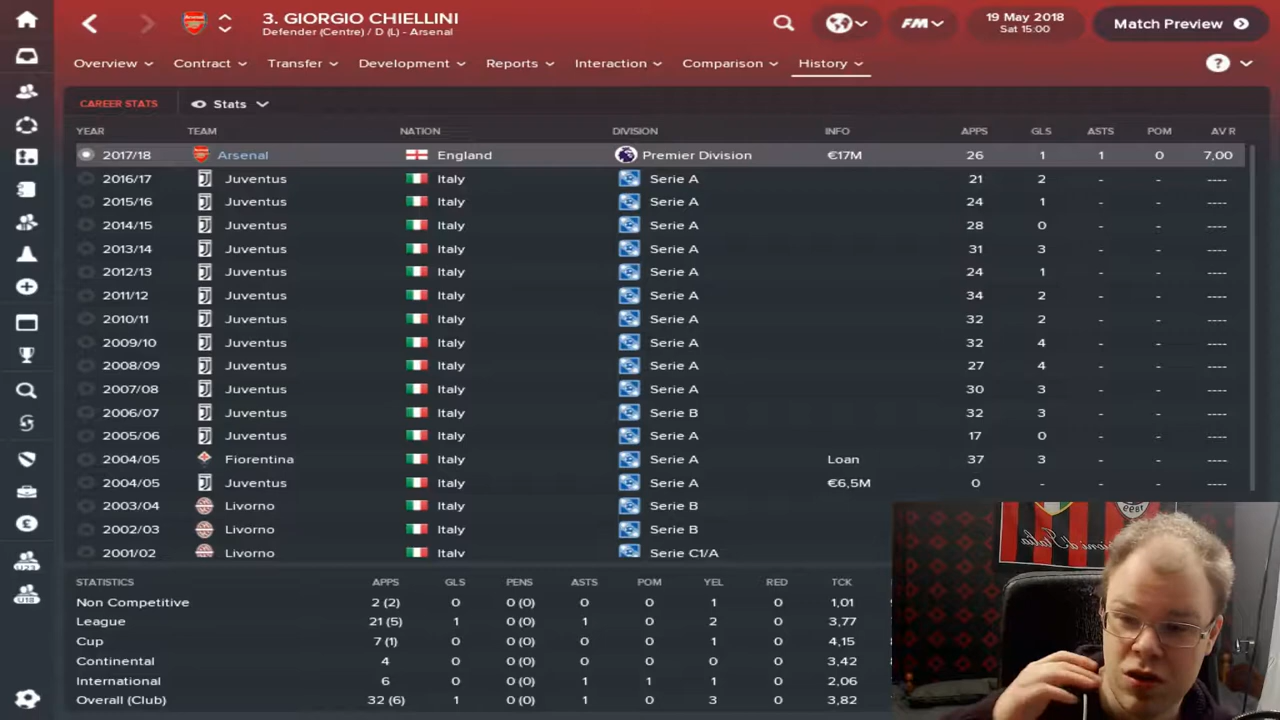 3. GIORGIO CHIELLINI
Defender (Centre) / D (L) - Arsenal
FM
19 May 2018
Sat 15:00
Match Preview
Overview Contract Transfer Development Reports Interaction Comparison History ?
CAREER STATS Stats
YEAR TEAM NATION DIVISION INFO APPS GLS ASTS POM AV R
2017/18 Arsenal England Premier Division €17M 26 1 1 0 7,00
2016/17 Juventus Italy Serie A 21 2 - - ----
2015/16 Juventus Italy Serie A 24 1 - - ----
2014/15 Juventus Italy Serie A 28 0 - - ----
2013/14 Juventus Italy Serie A 31 3 - - ----
2012/13 Juventus Italy Serie A 24 1 - - ----
2011/12 Juventus Italy Serie A 34 2 - - ----
2010/11 Juventus Italy Serie A 32 2 - - ----
2009/10 Juventus Italy Serie A 32 4 - - ----
2008/09 Juventus Italy Serie A 27 4 - - ----
2007/08 Juventus Italy Serie A 30 3 - - ----
2006/07 Juventus Italy Serie B 32 3 - - ----
2005/06 Juventus Italy Serie A 17 0 - - ----
2004/05 Fiorentina Italy Serie A Loan 37 3 - - ----
2004/05 Juventus Italy Serie A €6,5M 0 - - - ----
2003/04 Livorno Italy Serie B
2002/03 Livorno Italy Serie B
2001/02 Livorno Italy Serie C1/A
STATISTICS APPS GLS PENS ASTS POM YEL RED TCK
Non Competitive 2 (2) 0 0 (0) 0 0 1 0 1,01
League 21 (5) 1 0 (0) 1 0 2 0 3,77
Cup 7 (1) 0 0 (0) 0 0 1 0 4,15
Continental 4 0 0 (0) 0 0 0 0 3,42
International 6 0 0 (0) 1 1 1 0 2,06
Overall (Club) 32 (6) 1 0 (0) 1 0 3 0 3,82
U23
U18